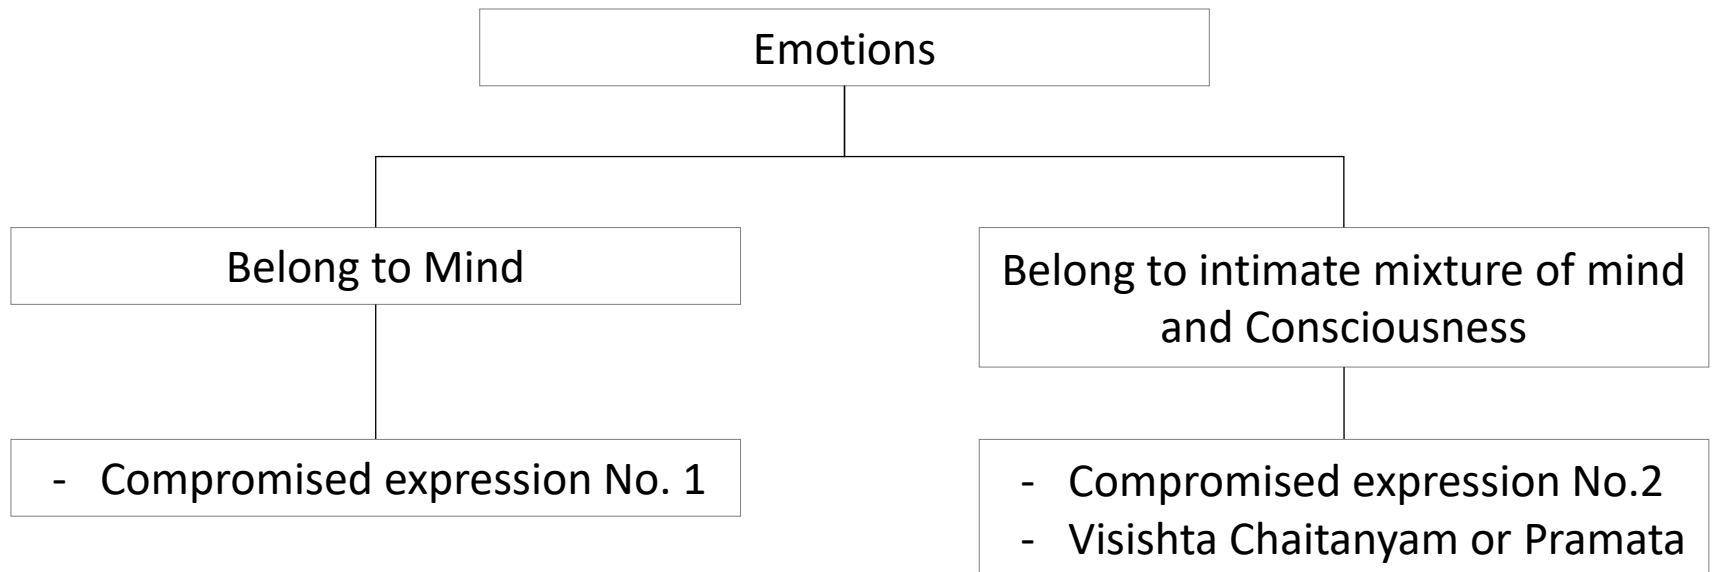 Emotions
Belong to Mind
Belong to intimate mixture of mind
and Consciousness
- Compromised expression No. 1
- Compromised expression No.2
- Visishta Chaitanyam or Pramata